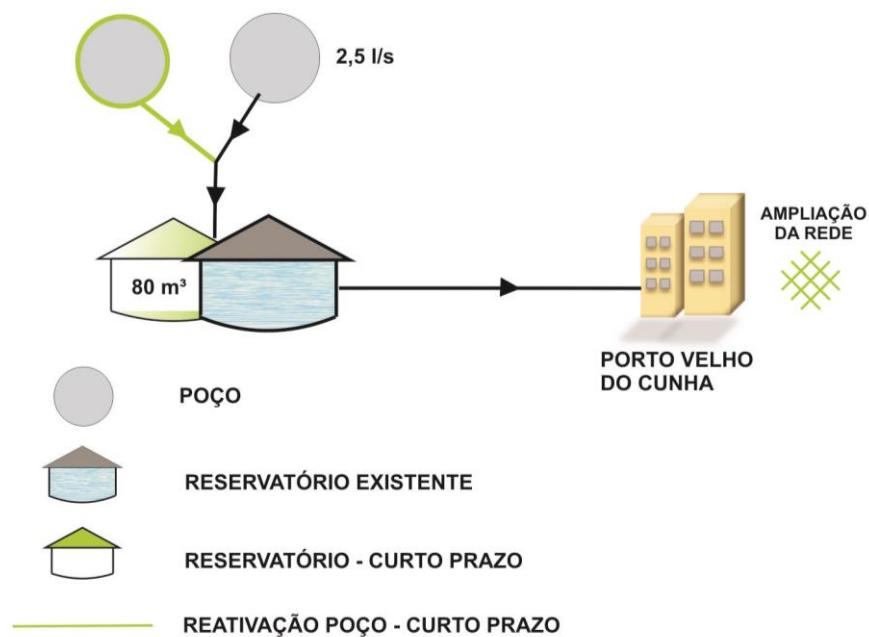 2,5 l/s
80 m³
AMPLIAÇÃO
DA REDE
PORTO VELHO
DO CUNHA
POÇO
RESERVATÓRIO EXISTENTE
RESERVATÓRIO - CURTO PRAZO
REATIVAÇÃO POÇO - CURTO PRAZO